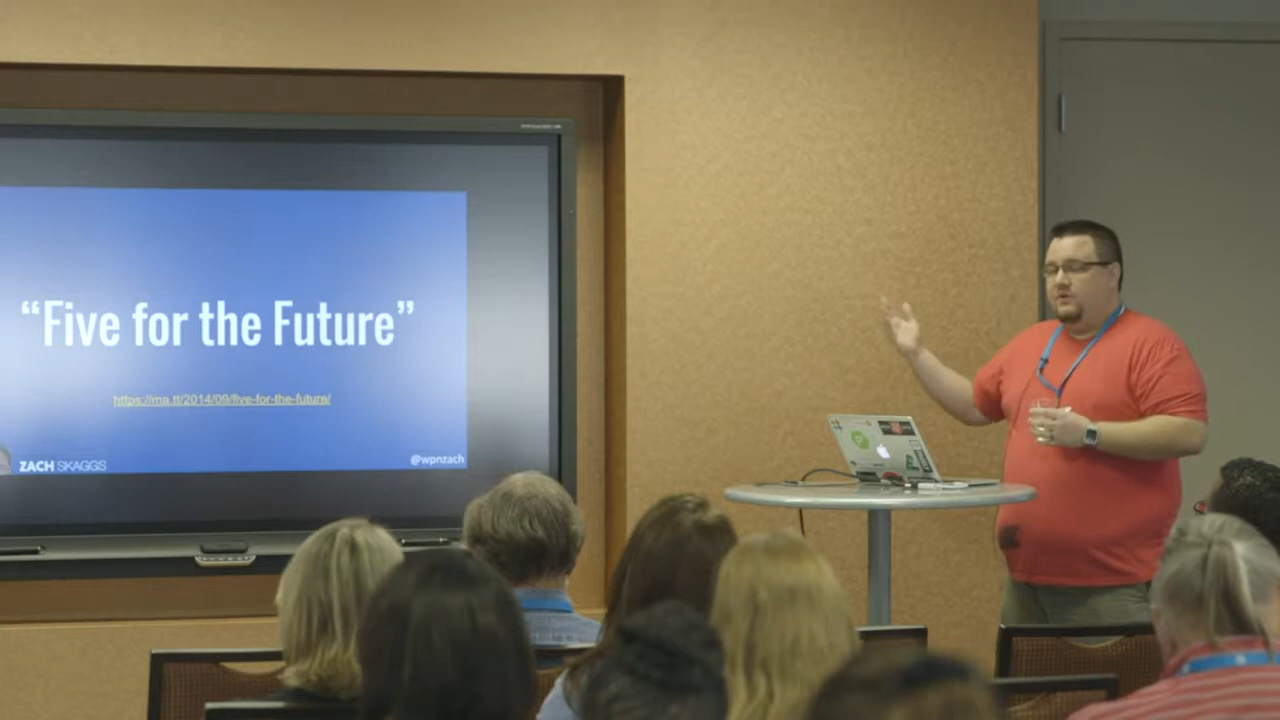 “Five for the Future”
https://ma.tt/2014/09/five-for-the-future/
ZACH SKAGGS
@wpnzach